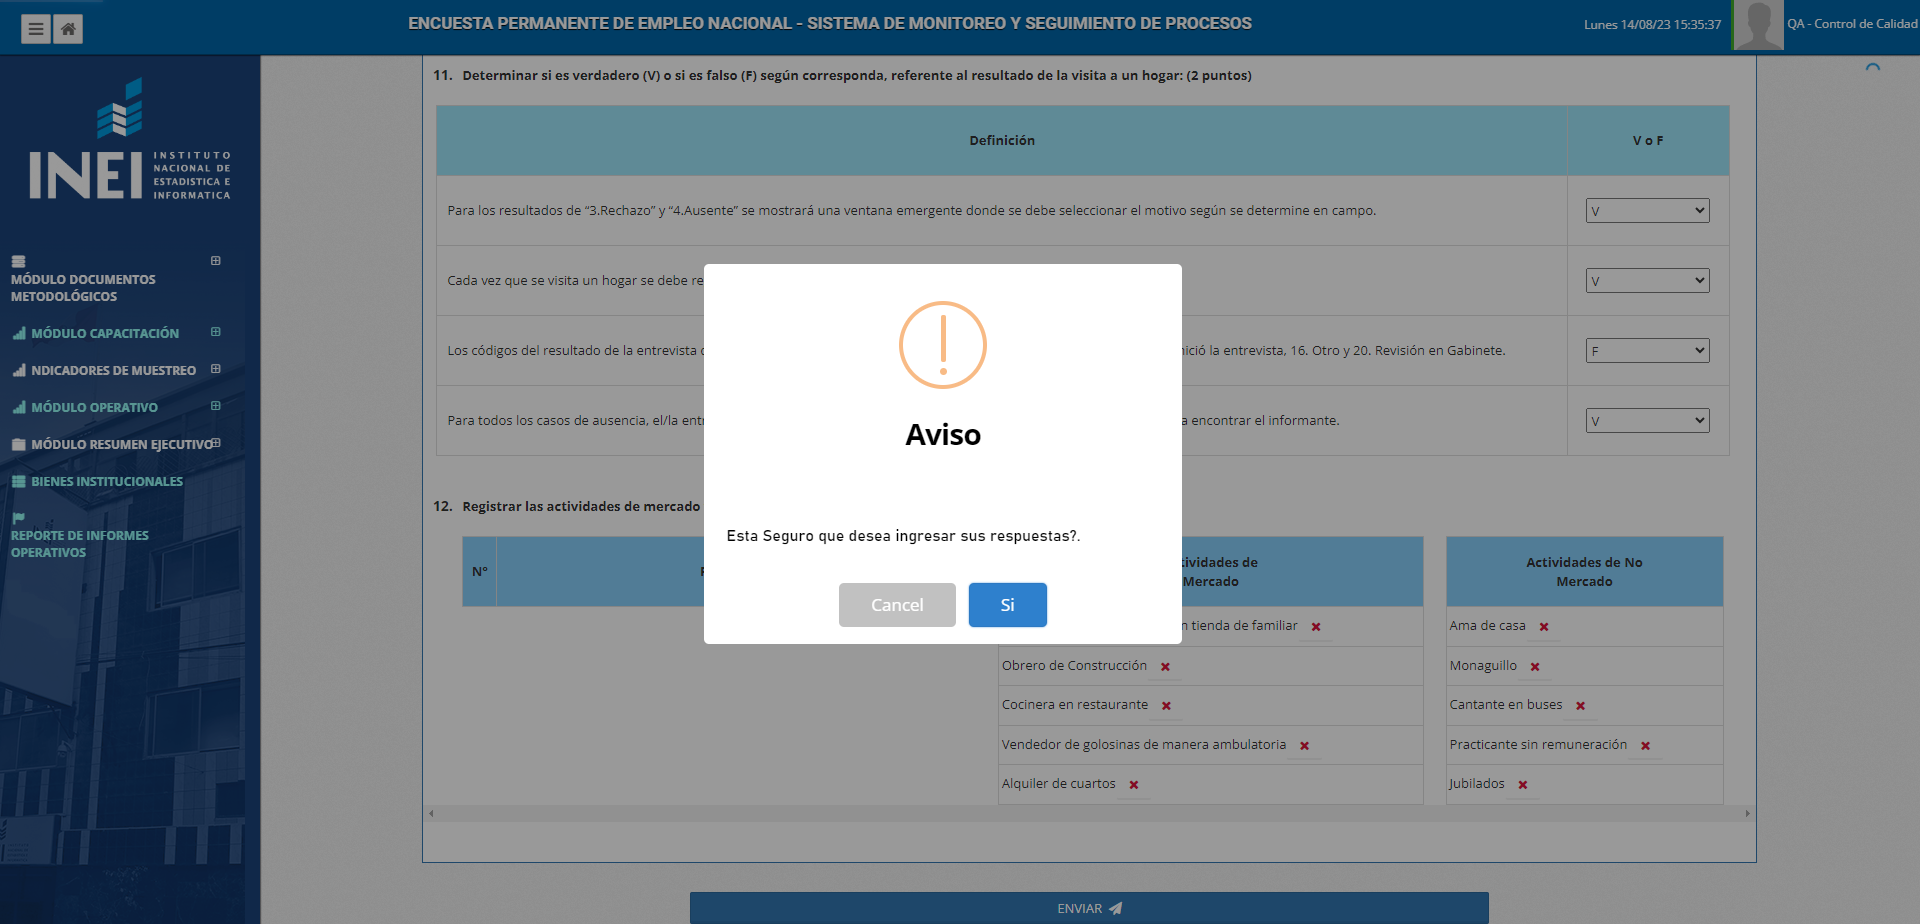 ENCUESTA PERMANENTE DE EMPLEO NACIONAL - SISTEMA DE MONITOREO Y SEGUIMIENTO DE PROCESOS
Lunes 14/08/23 15:35:37
QA - Control de Calidad
INEI
INSTITUTO
NACIONAL DE
ESTADISTICA E
INFORMATICA
MÓDULO DOCUMENTOS
METODOLÓGICOS
MÓDULO CAPACITACIÓN
NDICADORES DE MUESTREO
MÓDULO OPERATIVO
MÓDULO RESUMEN EJECUTIVO
BIENES INSTITUCIONALES
REPORTE DE INFORMES
OPERATIVOS
11. Determinar si es verdadero (V) o si es falso (F) según corresponda, referente al resultado de la visita a un hogar: (2 puntos)
Definición
V o F
Para los resultados de “3.Rechazo” y “4.Ausente” se mostrará una ventana emergente donde se debe seleccionar el motivo según se determine en campo.
V
Cada vez que se visita un hogar se debe re
V
Los códigos del resultado de la entrevista
nició la entrevista, 16. Otro y 20. Revisión en Gabinete.
F
Para todos los casos de ausencia, el/la ent
a encontrar el informante.
V
Aviso
Esta Seguro que desea ingresar sus respuestas?.
Cancel
Si
12. Registrar las actividades de mercado
N°
tividades de
Mercado
Actividades de No
Mercado
n tienda de familiar
Obrero de Construcción
Cocinera en restaurante
Vendedor de golosinas de manera ambulatoria
Alquiler de cuartos
Ama de casa
Monaguillo
Cantante en buses
Practicante sin remuneración
Jubilados
ENVIAR